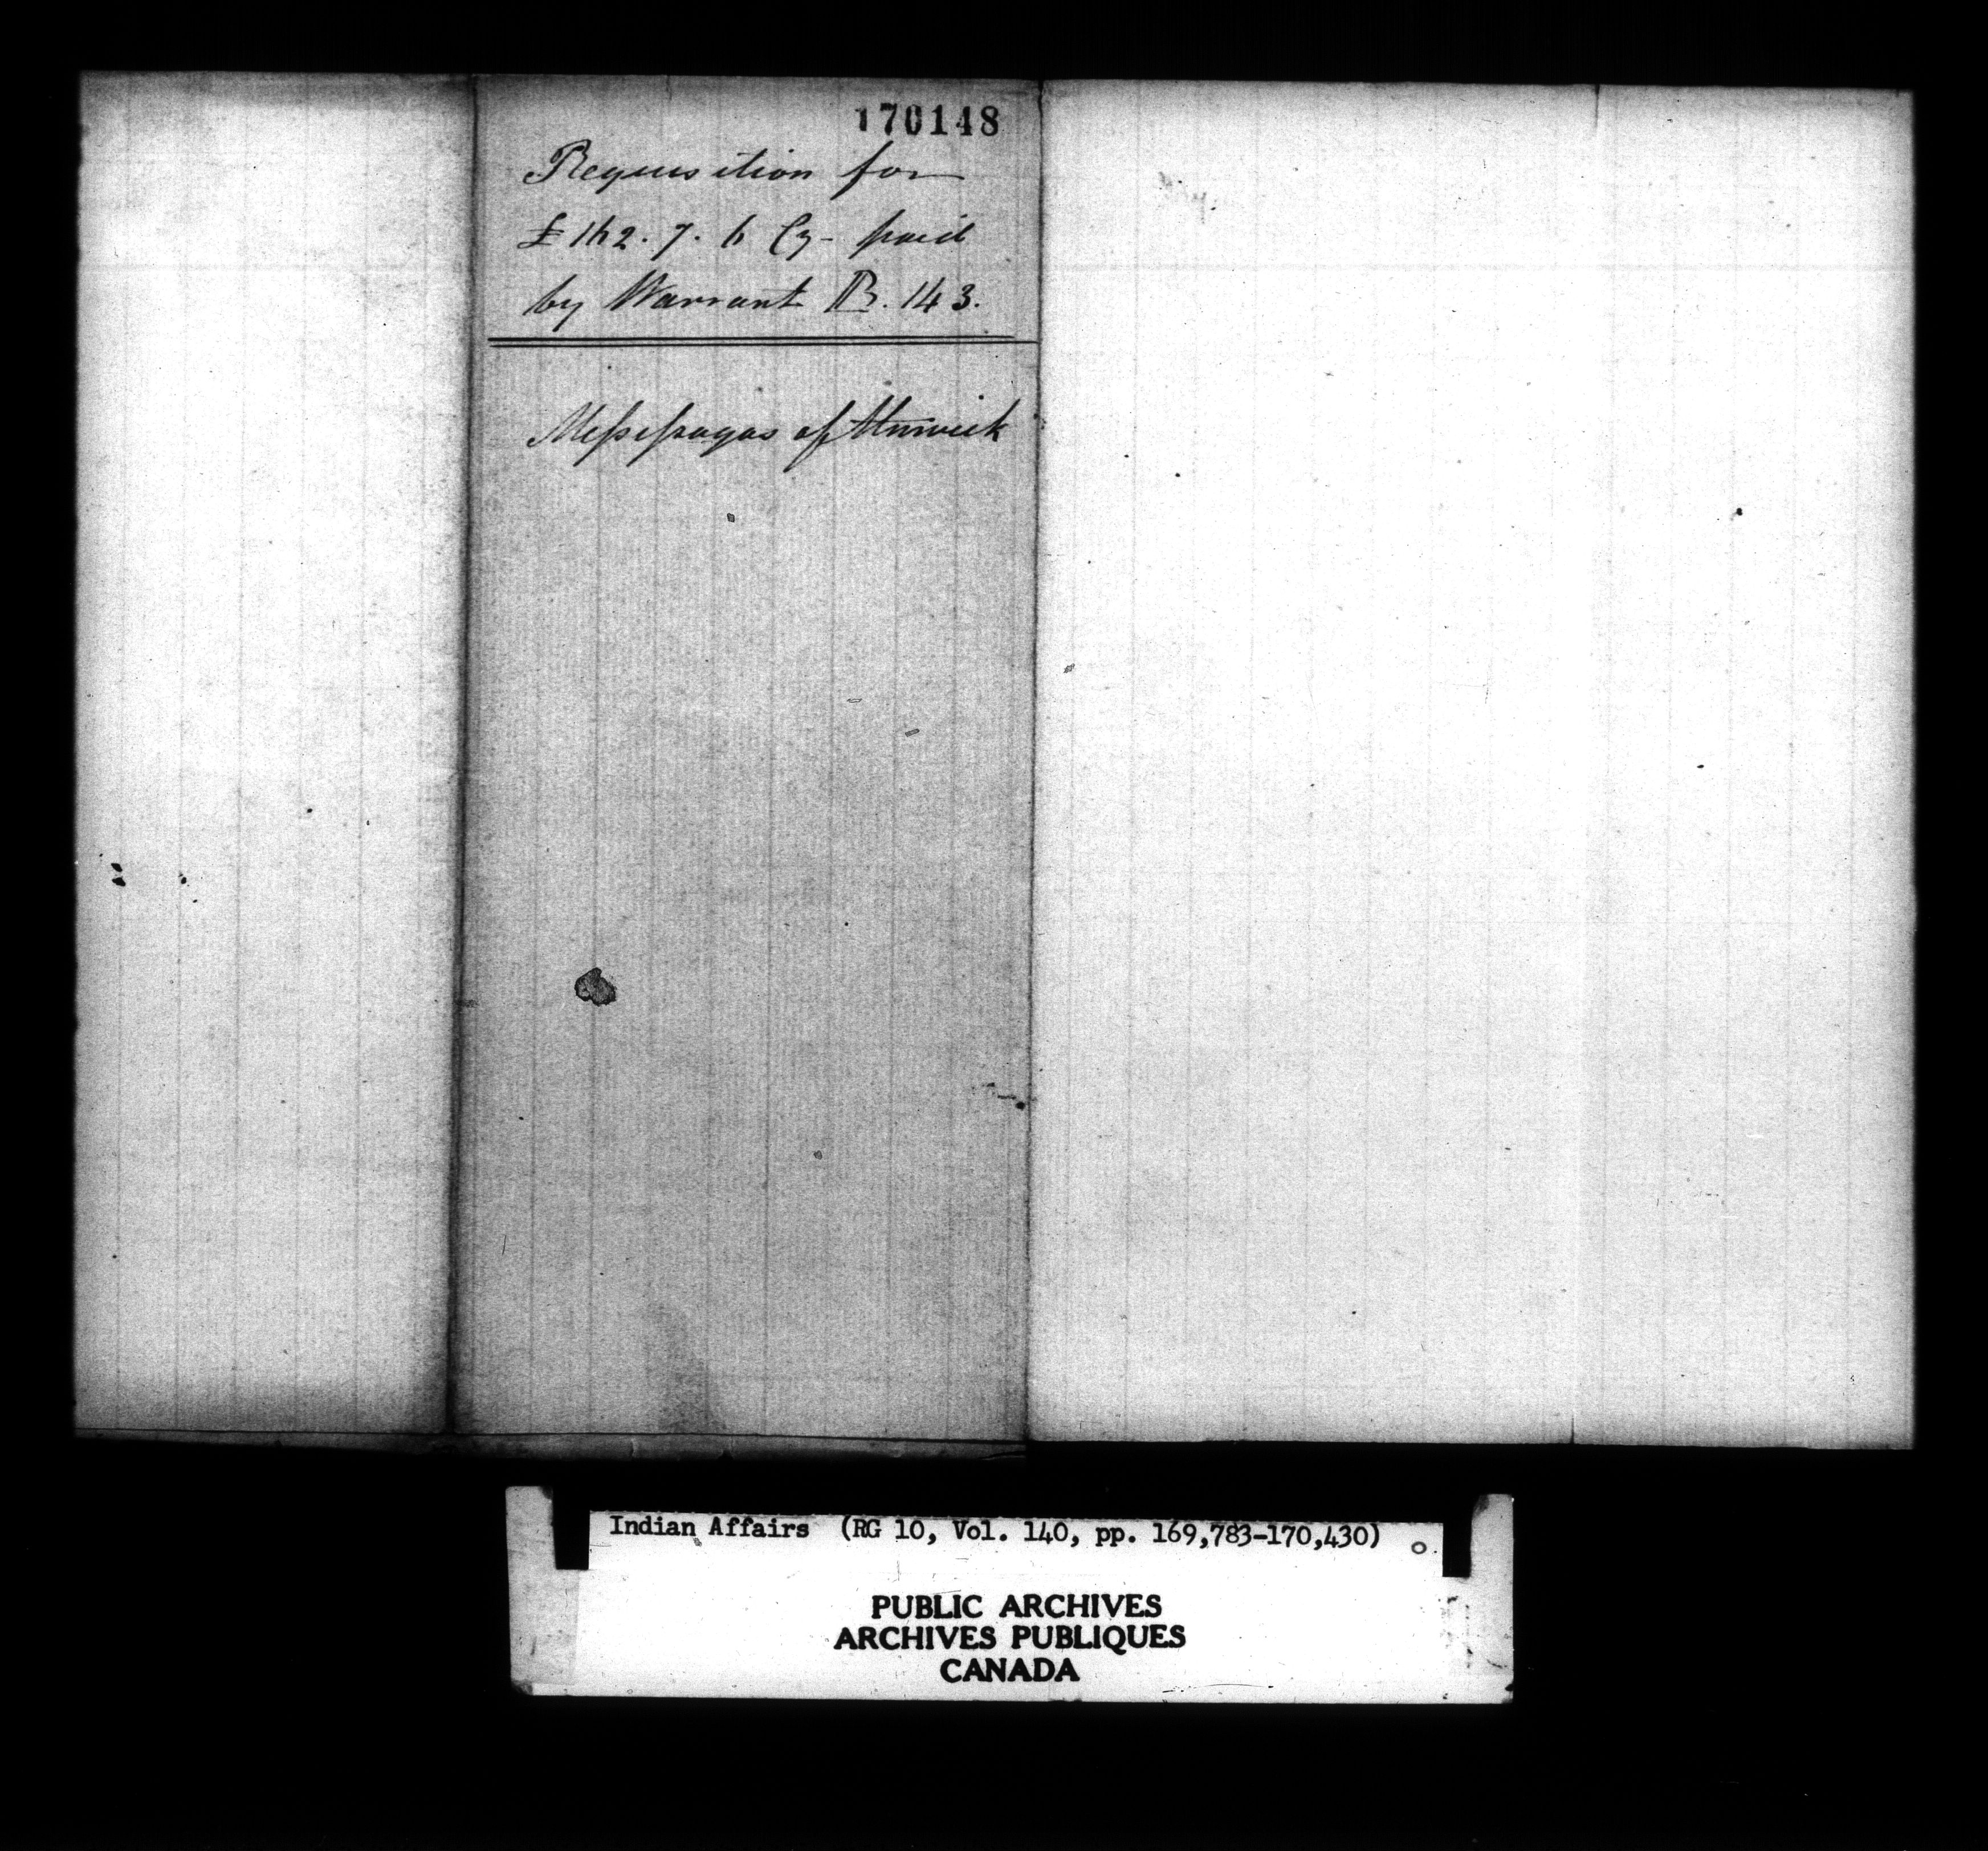 170148
Requisition for
£162.7.6 Cy - paid
by Warrant B. 143.
Messessagas of Alnwick
Indian Affairs (RG 10, Vol. 140, pp. 169,783-170,430)
PUBLIC ARCHIVES
ARCHIVES PUBLIQUES
CANADA